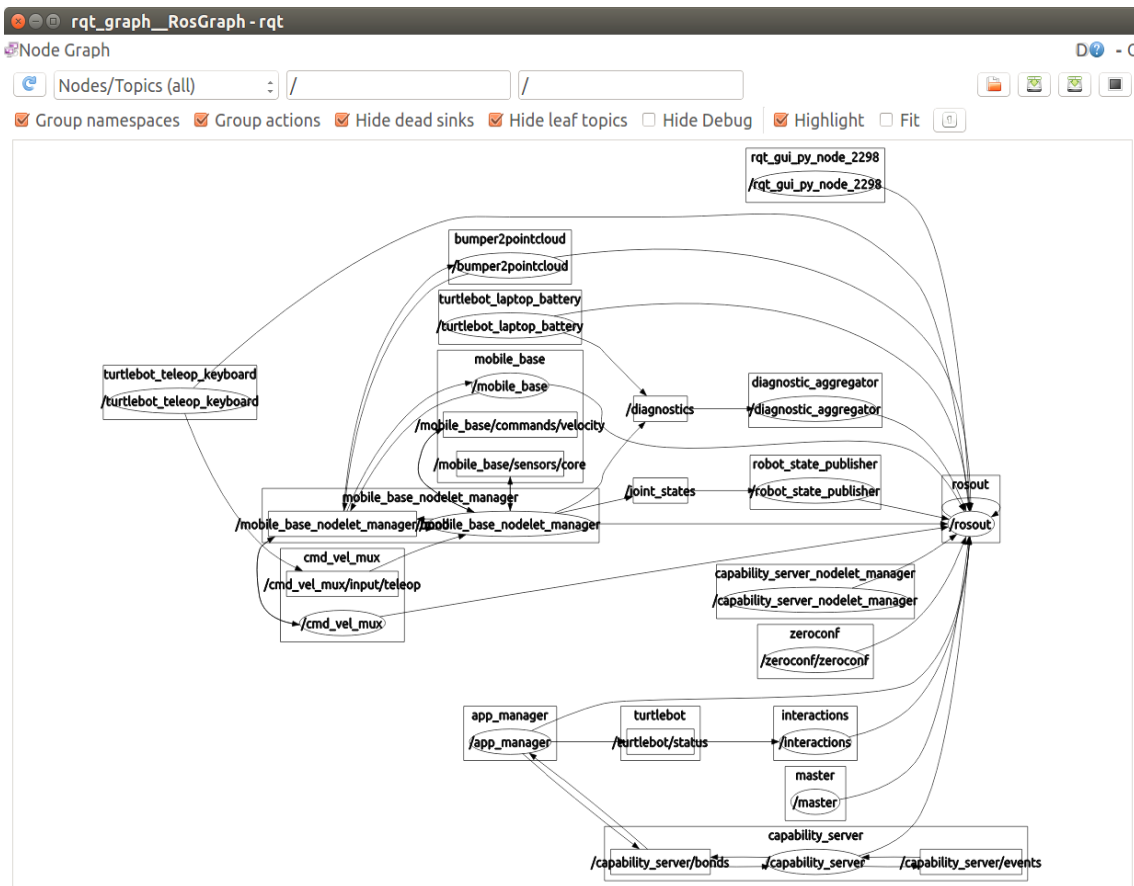 rqt_graph__RosGraph - rqt
Node Graph
D
- C
Nodes/Topics (all)
/
/
Group namespaces
Group actions
Hide dead sinks
Hide leaf topics
Hide Debug
Highlight
Fit
rqt_gui_py_node_2298
/rqt_gui_py_node_2298
bumper2pointcloud
/bumper2pointcloud
turtlebot_laptop_battery
/turtlebot_laptop_battery
mobile_base
/mobile_base
/mobile_base/commands/velocity
/mobile_base/sensors/core
turtlebot_teleop_keyboard
/turtlebot_teleop_keyboard
/diagnostics
diagnostic_aggregator
/diagnostic_aggregator
/joint_states
robot_state_publisher
/robot_state_publisher
rosout
/rosout
mobile_base_nodelet_manager
/mobile_base_nodelet_manager/bond
/mobile_base_nodelet_manager
cmd_vel_mux
/cmd_vel_mux/input/teleop
/cmd_vel_mux
capability_server_nodelet_manager
/capability_server_nodelet_manager
zeroconf
/zeroconf/zeroconf
app_manager
/app_manager
turtlebot
/turtlebot/status
interactions
/interactions
master
/master
capability_server
/capability_server/bonds
/capability_server
/capability_server/events